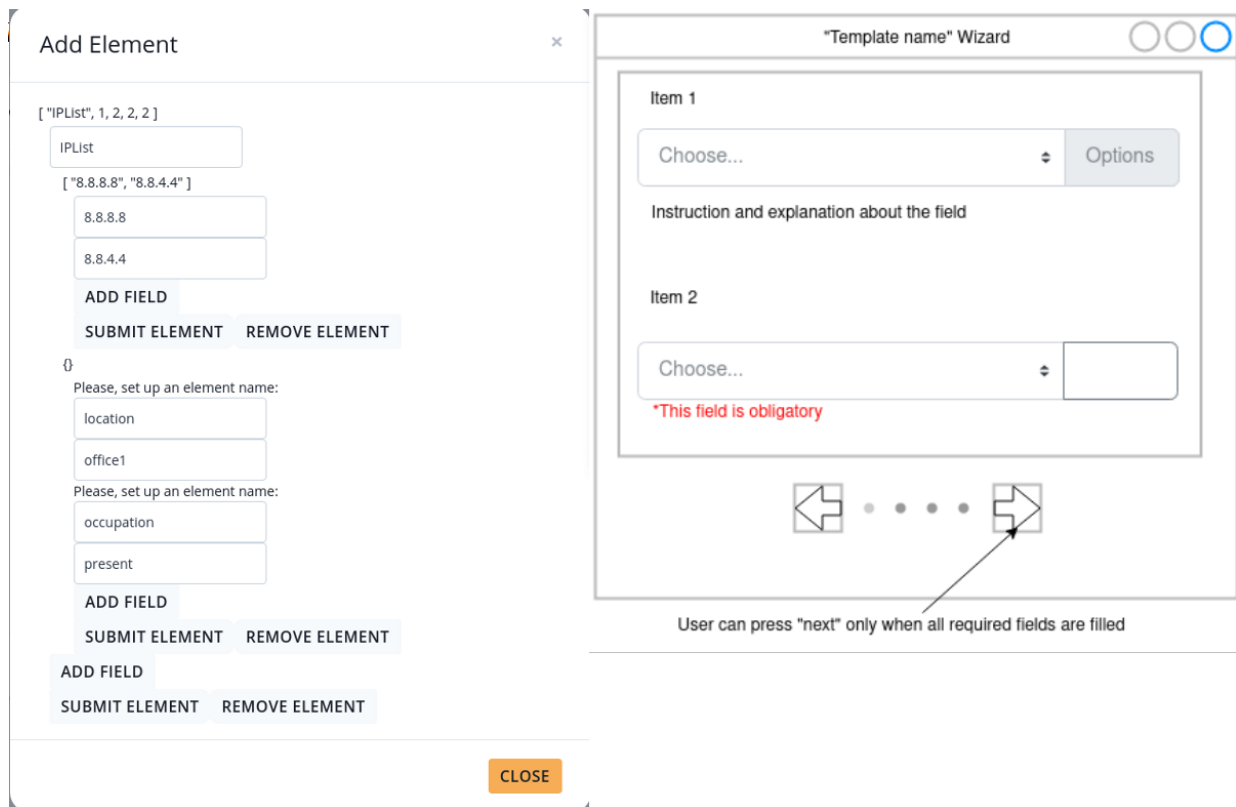 Add Element
×
[ "IPList", 1, 2, 2, 2 ]
IPList
[ "8.8.8.8", "8.8.4.4" ]
8.8.8.8
8.8.4.4
ADD FIELD
SUBMIT ELEMENT REMOVE ELEMENT
{}
Please, set up an element name:
location
office1
Please, set up an element name:
occupation
present
ADD FIELD
SUBMIT ELEMENT REMOVE ELEMENT
ADD FIELD
SUBMIT ELEMENT REMOVE ELEMENT
CLOSE
"Template name" Wizard
Item 1
Choose... Options
Instruction and explanation about the field
Item 2
Choose...
*This field is obligatory
User can press "next" only when all required fields are filled